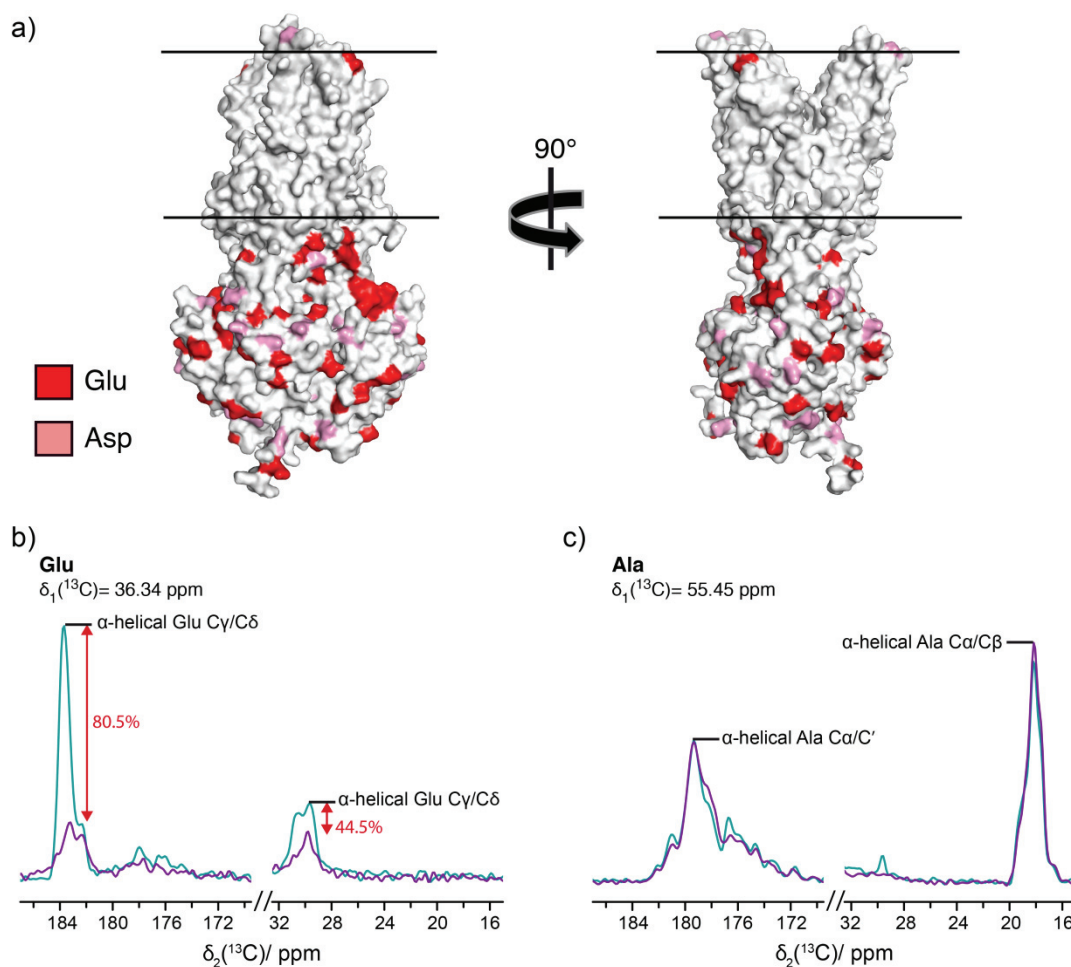 a)
90°
Glu
Asp
b)
Glu
δ1(13C)= 36.34 ppm
α-helical Glu Cγ/Cδ
80.5%
α-helical Glu Cγ/Cδ
44.5%
184 180 176 172 32 28 24 20 16
δ2(13C)/ ppm
c)
Ala
δ1(13C)= 55.45 ppm
α-helical Ala Cα/Cβ
α-helical Ala Cα/C′
184 180 176 172 32 28 24 20 16
δ2(13C)/ ppm